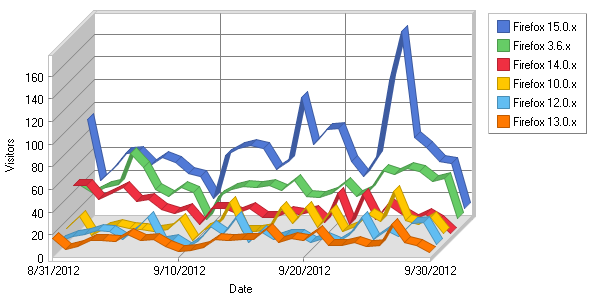 Firefox 15.0.x
Firefox 3.6.x
Firefox 14.0.x
Firefox 10.0.x
Firefox 12.0.x
Firefox 13.0.x
Visitors
160
140
120
100
80
60
40
20
0
8/31/2012
9/10/2012
9/20/2012
9/30/2012
Date